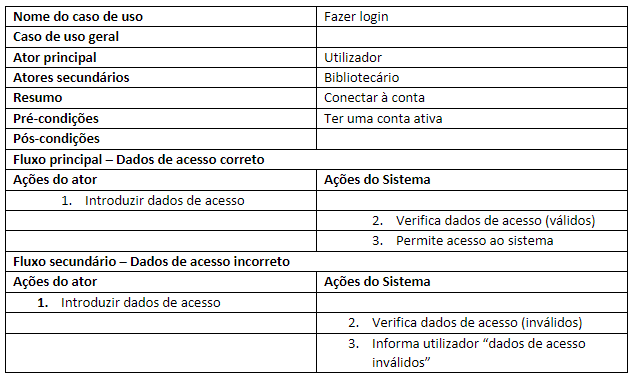 Nome do caso de uso Fazer login
Caso de uso geral
Ator principal Utilizador
Atores secundários Bibliotecário
Resumo Conectar à conta
Pré-condições Ter uma conta ativa
Pós-condições
Fluxo principal – Dados de acesso correto
Ações do ator Ações do Sistema
1. Introduzir dados de acesso
2. Verifica dados de acesso (válidos)
3. Permite acesso ao sistema
Fluxo secundário – Dados de acesso incorreto
Ações do ator Ações do Sistema
1. Introduzir dados de acesso
2. Verifica dados de acesso (inválidos)
3. Informa utilizador “dados de acesso
inválidos”